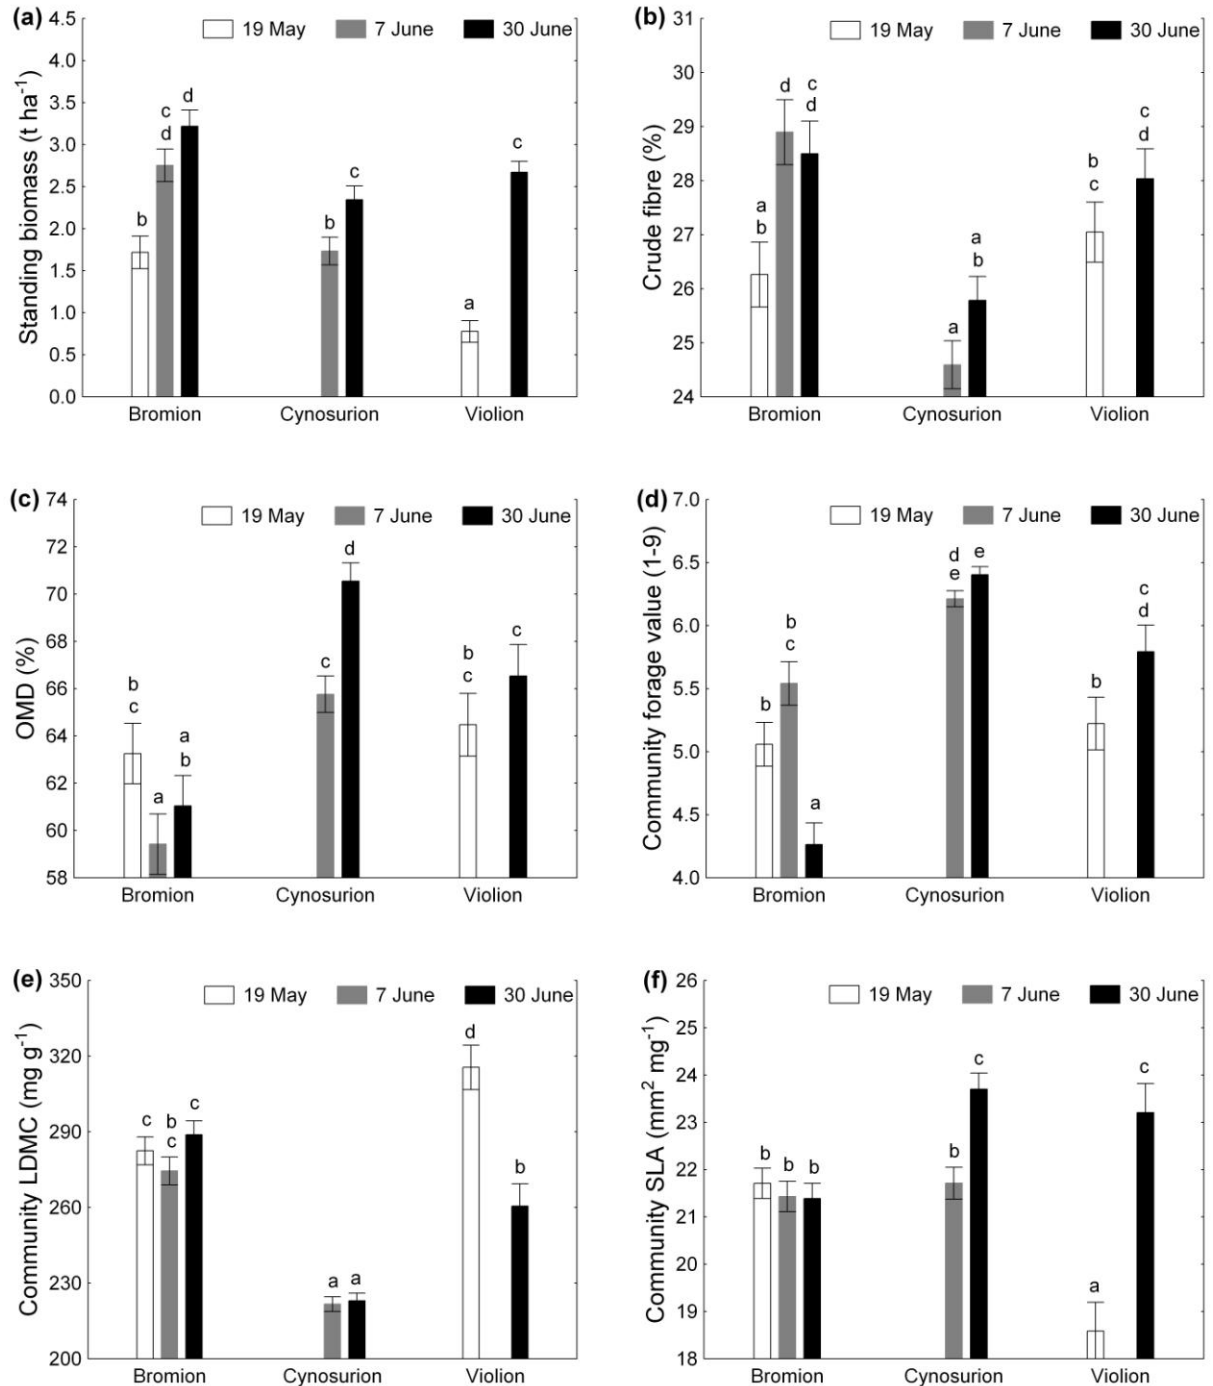 (a)
Standing biomass (t ha⁻¹)
4.5
4.0
3.5
3.0
2.5
2.0
1.5
1.0
0.5
0.0
19 May 7 June 30 June
b
c
d
d
b
c
a
c
Bromion Cynosurion Violion
(b)
Crude fibre (%)
31
30
29
28
27
26
25
24
19 May 7 June 30 June
a
b
d
c
d
a
a
b
b
c
c
d
Bromion Cynosurion Violion
(c)
OMD (%)
74
72
70
68
66
64
62
60
58
19 May 7 June 30 June
b
c
a
a
b
c
d
b
c
c
Bromion Cynosurion Violion
(d)
Community forage value (1-9)
7.0
6.5
6.0
5.5
5.0
4.5
4.0
19 May 7 June 30 June
b
b
c
a
d
e
e
b
c
d
Bromion Cynosurion Violion
(e)
Community LDMC (mg g⁻¹)
350
320
290
260
230
200
19 May 7 June 30 June
c
b
c
c
a
a
d
b
Bromion Cynosurion Violion
(f)
Community SLA (mm² mg⁻¹)
26
25
24
23
22
21
20
19
18
19 May 7 June 30 June
b
b
b
b
c
a
c
Bromion Cynosurion Violion